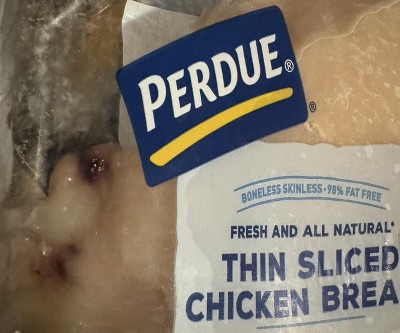 PERDUE®
®
BONELESS SKINLESS • 98% FAT FREE
FRESH AND ALL NATURAL*
THIN SLICED
CHICKEN BREA